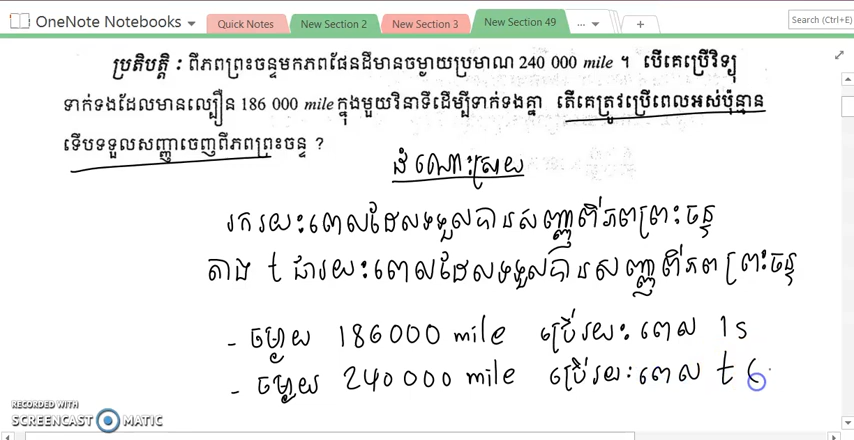 OneNote Notebooks
Quick Notes
New Section 2
New Section 3
New Section 49
...
+
Search (Ctrl+E)
ប្រតិបត្តិ : ពីភពព្រះចន្ទមកភពផែនដីមានចម្ងាយប្រមាណ 240 000 mile ។ បើគេប្រើវិទ្យុ
ទាក់ទងដែលមានល្បឿន 186 000 mile ក្នុងមួយវិនាទីដើម្បីទាក់ទងគ្នា តើគេត្រូវប្រើពេលអស់ប៉ុន្មាន
ទើបទទួលសញ្ញាចេញពីភពព្រះចន្ទ ?
ដំណោះស្រាយ
រករយៈពេលដែលទទួលបានសញ្ញាពីភពព្រះចន្ទ
តាង t ជារយៈពេលដែលទទួលបានសញ្ញាពីភពព្រះចន្ទ
- ចម្ងាយ 186000 mile ប្រើរយៈពេល 1s
- ចម្ងាយ 240000 mile ប្រើរយៈពេល t (
RECORDED WITH
SCREENCAST MATIC